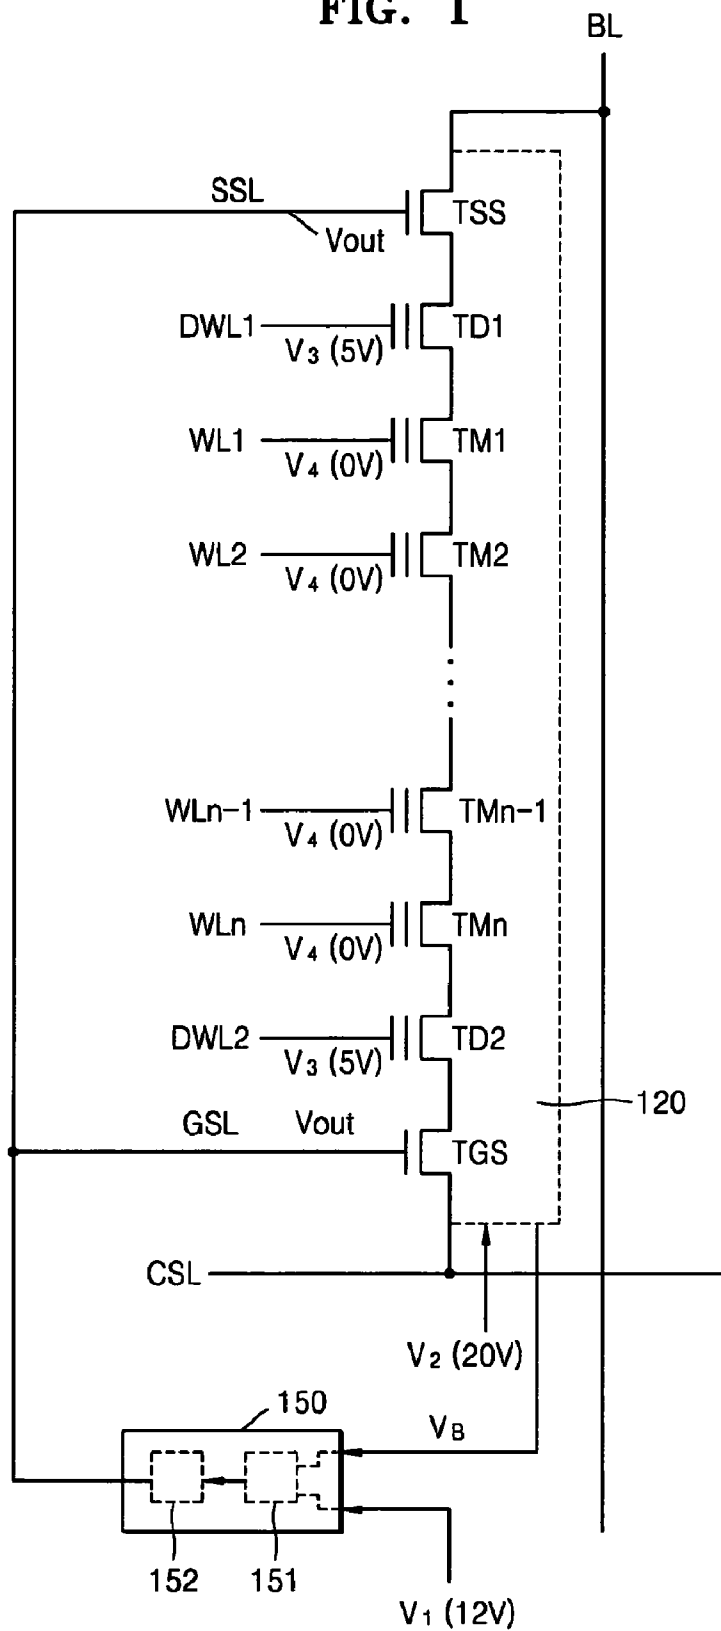 FIG. 1
BL
SSL
TSS
Vout
DWL1
TD1
V₃ (5V)
WL1
TM1
V₄ (0V)
WL2
TM2
V₄ (0V)
WLn-1
TMn-1
V₄ (0V)
WLn
TMn
V₄ (0V)
DWL2
TD2
V₃ (5V)
120
GSL
Vout
TGS
CSL
V₂ (20V)
150
V_B
152
151
V₁ (12V)